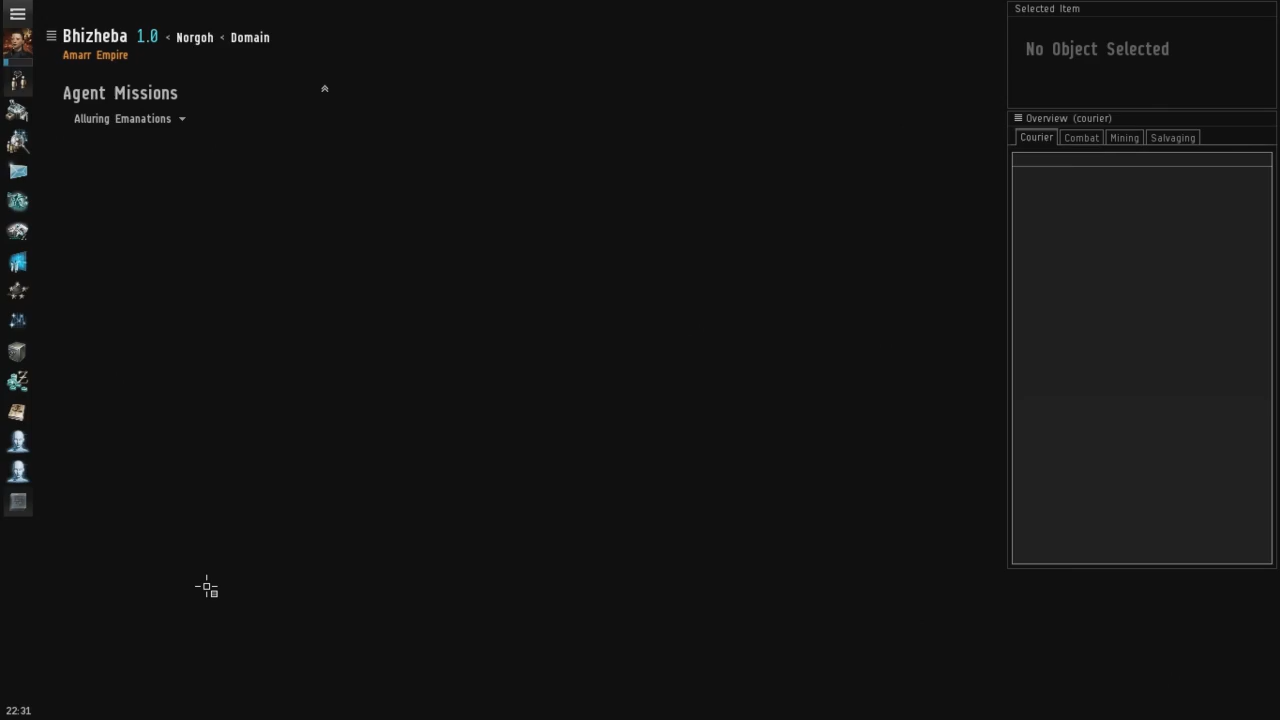 Bhizheba 1.0 < Norgoh < Domain
Amarr Empire
Agent Missions
Alluring Emanations
22:31
Selected Item
No Object Selected
Overview (courier)
Courier Combat Mining Salvaging